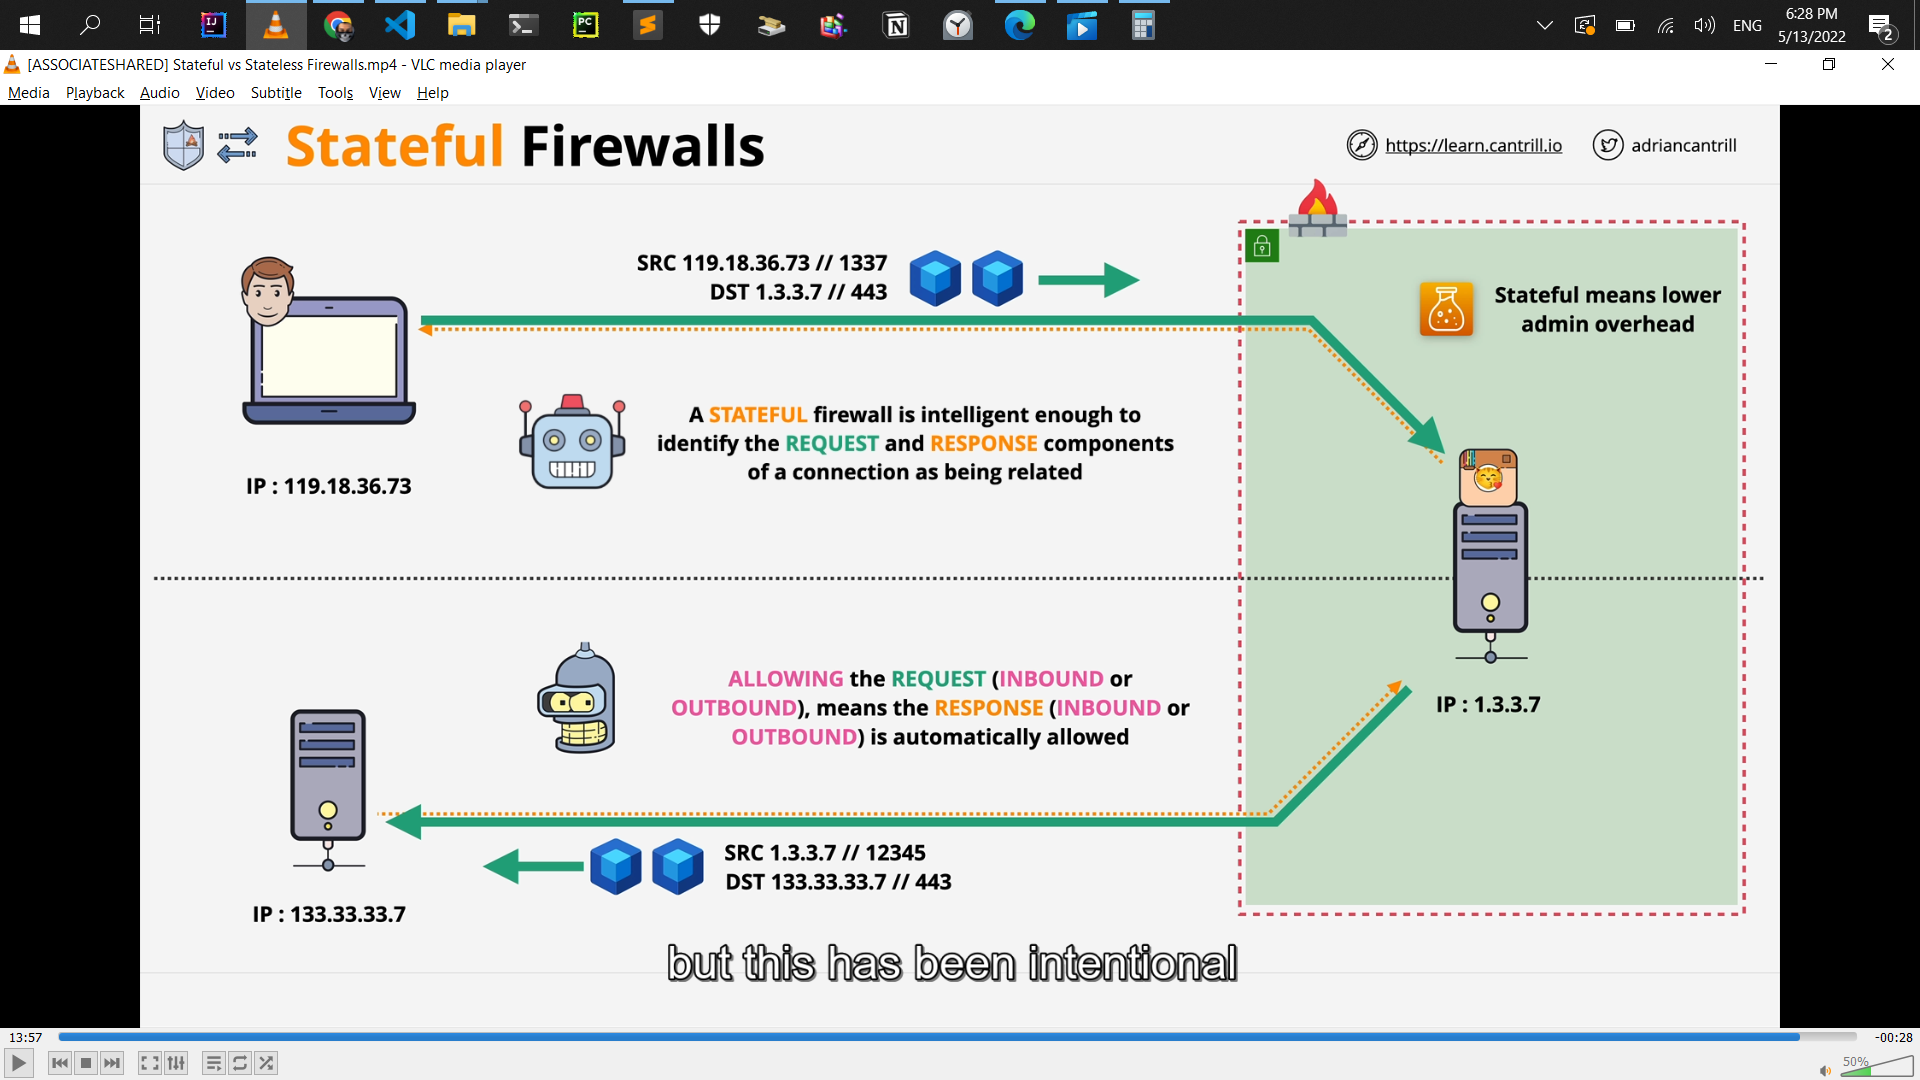 IJ
PC
N
ENG
6:28 PM
5/13/2022
2
[ASSOCIATESHARED] Stateful vs Stateless Firewalls.mp4 - VLC media player
Media Playback Audio Video Subtitle Tools View Help
Stateful Firewalls
https://learn.cantrill.io
adriancantrill
SRC 119.18.36.73 // 1337
DST 1.3.3.7 // 443
Stateful means lower
admin overhead
A STATEFUL firewall is intelligent enough to
identify the REQUEST and RESPONSE components
of a connection as being related
IP : 119.18.36.73
ALLOWING the REQUEST (INBOUND or
OUTBOUND), means the RESPONSE (INBOUND or
OUTBOUND) is automatically allowed
IP : 1.3.3.7
SRC 1.3.3.7 // 12345
DST 133.33.33.7 // 443
IP : 133.33.33.7
but this has been intentional
13:57
-00:28
50%